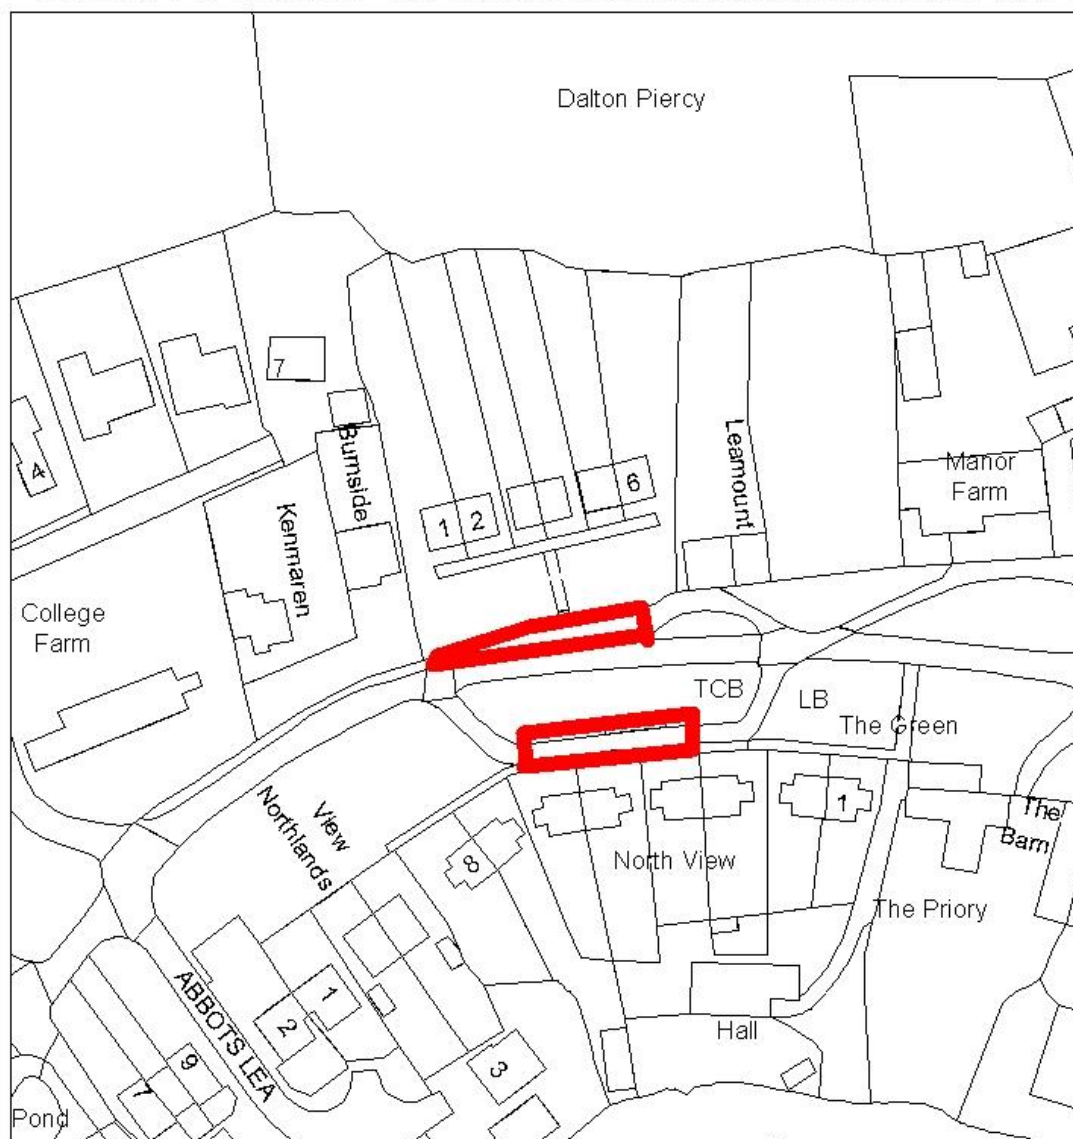 Dalton Piercy
7
4
Burnside
Leamount
6
1
2
Manor
Farm
Kenmaren
College
Farm
TCB
LB
The Green
View
Northlands
1
8
North View
The
Barn
The Priory
ABBOTS LEA
1
2
Hall
3
9
7
Pond